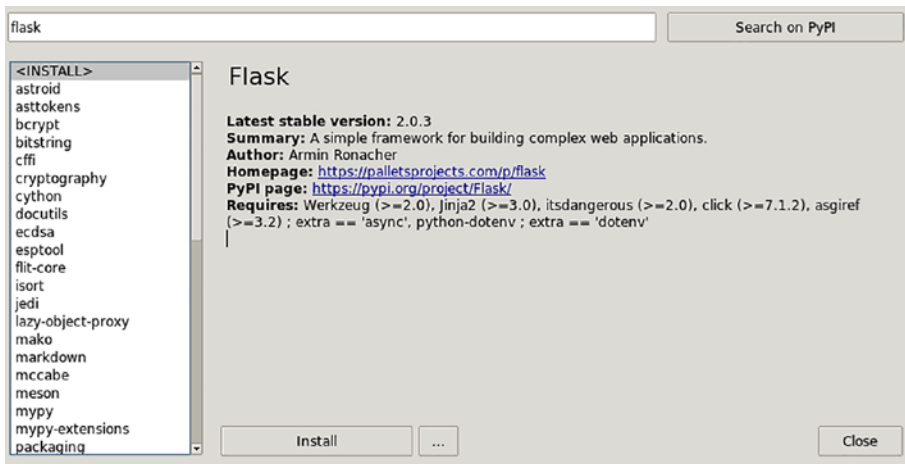 flask
Search on PyPI
<INSTALL>
astroid
asttokens
bcrypt
bitstring
cffi
cryptography
cython
docutils
ecdsa
esptool
flit-core
isort
jedi
lazy-object-proxy
mako
markdown
mccabe
meson
mypy
mypy-extensions
packaging
Flask
Latest stable version: 2.0.3
Summary: A simple framework for building complex web applications.
Author: Armin Ronacher
Homepage: https://palletsprojects.com/p/flask
PyPI page: https://pypi.org/project/Flask/
Requires: Werkzeug (>=2.0), Jinja2 (>=3.0), itsdangerous (>=2.0), click (>=7.1.2), asgiref
(>=3.2) ; extra == 'async', python-dotenv ; extra == 'dotenv'
Install
...
Close